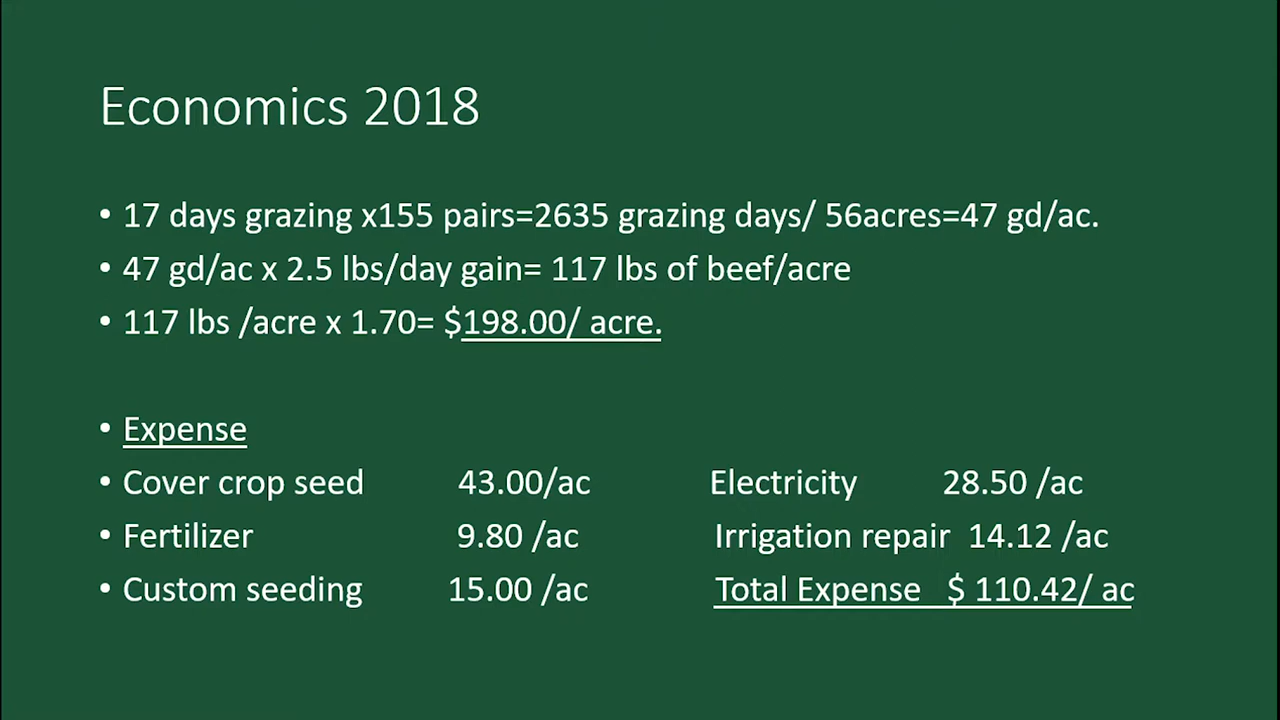 Economics 2018
• 17 days grazing x155 pairs=2635 grazing days/ 56acres=47 gd/ac.
• 47 gd/ac x 2.5 lbs/day gain= 117 lbs of beef/acre
• 117 lbs /acre x 1.70= $198.00/ acre.
• Expense
• Cover crop seed 43.00/ac Electricity 28.50 /ac
• Fertilizer 9.80 /ac Irrigation repair 14.12 /ac
• Custom seeding 15.00 /ac Total Expense $ 110.42/ ac